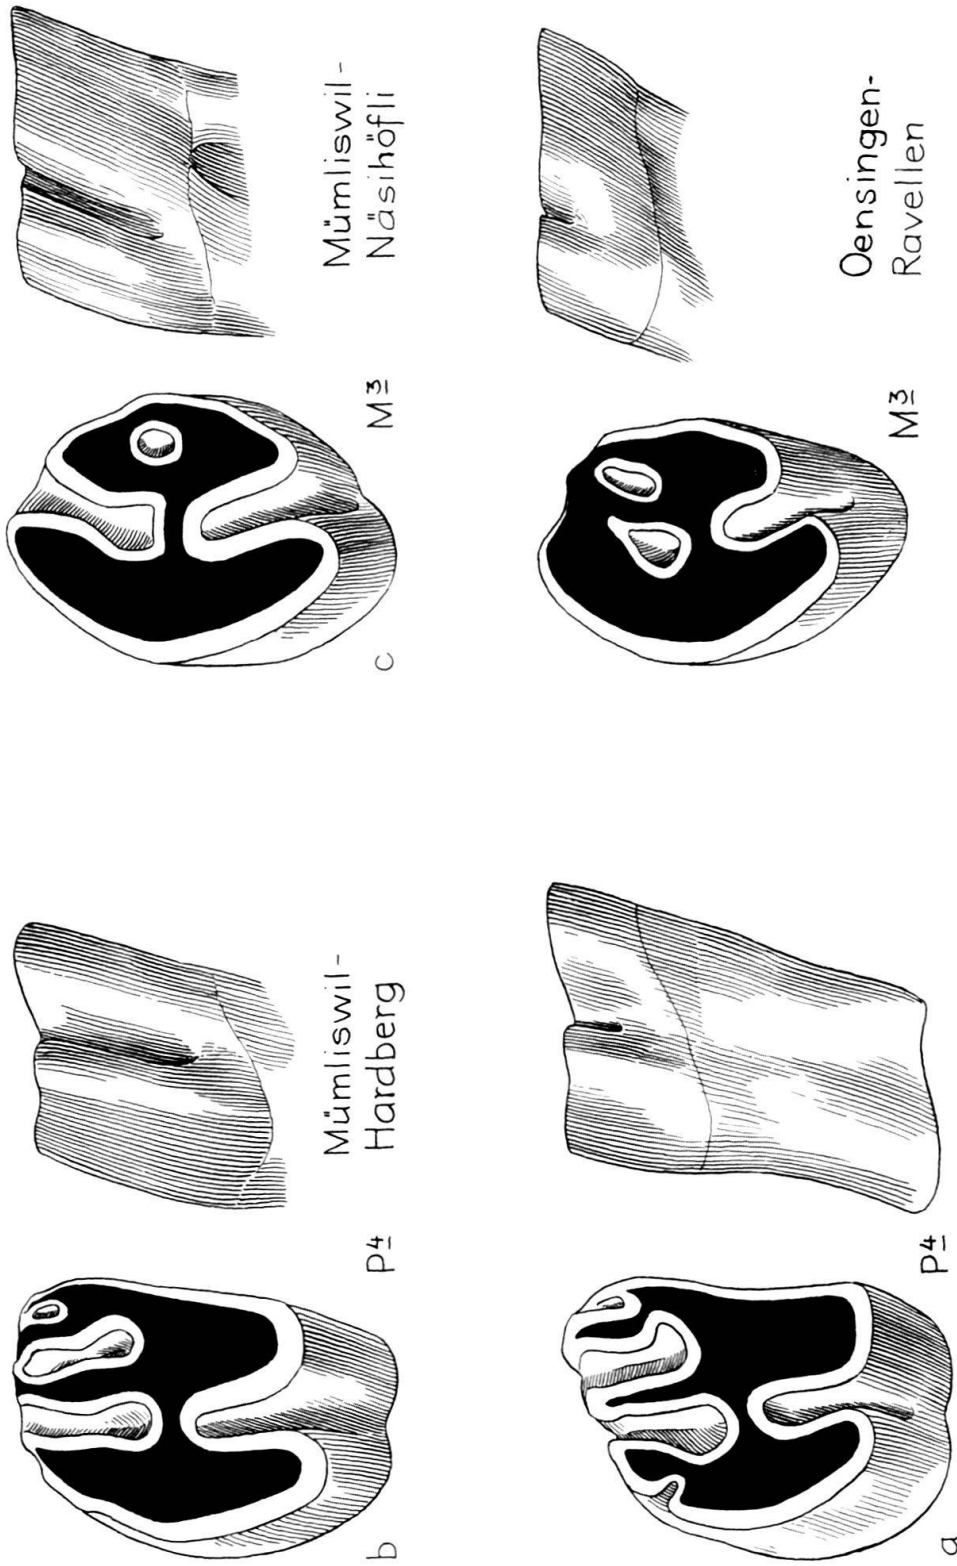 b
P⁴
Mümliswil-
Hardberg
c
M³
Mümliswil-
Näsihöfli
a
P⁴
M³
Oensingen-
Ravellen